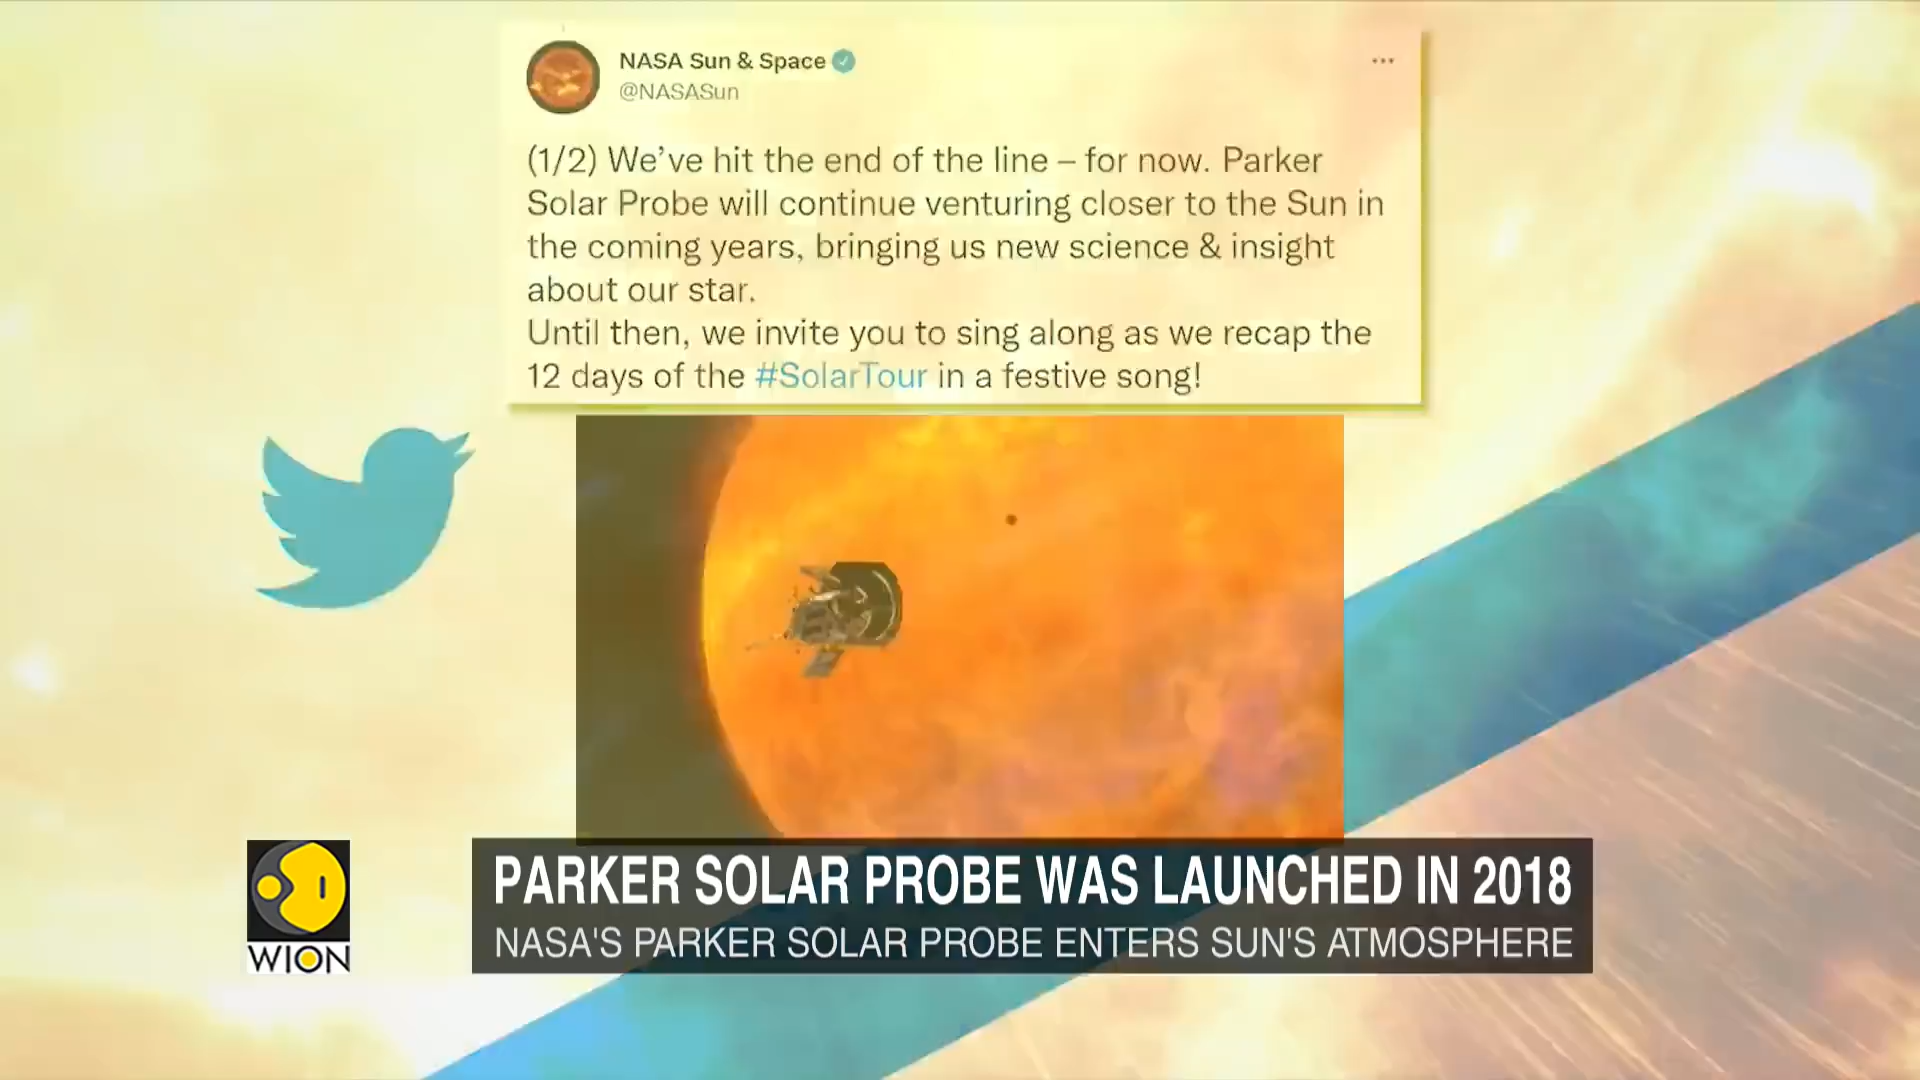 NASA Sun & Space
@NASASun
(1/2) We’ve hit the end of the line – for now. Parker
Solar Probe will continue venturing closer to the Sun in
the coming years, bringing us new science & insight
about our star.
Until then, we invite you to sing along as we recap the
12 days of the #SolarTour in a festive song!
PARKER SOLAR PROBE WAS LAUNCHED IN 2018
NASA'S PARKER SOLAR PROBE ENTERS SUN'S ATMOSPHERE
WION